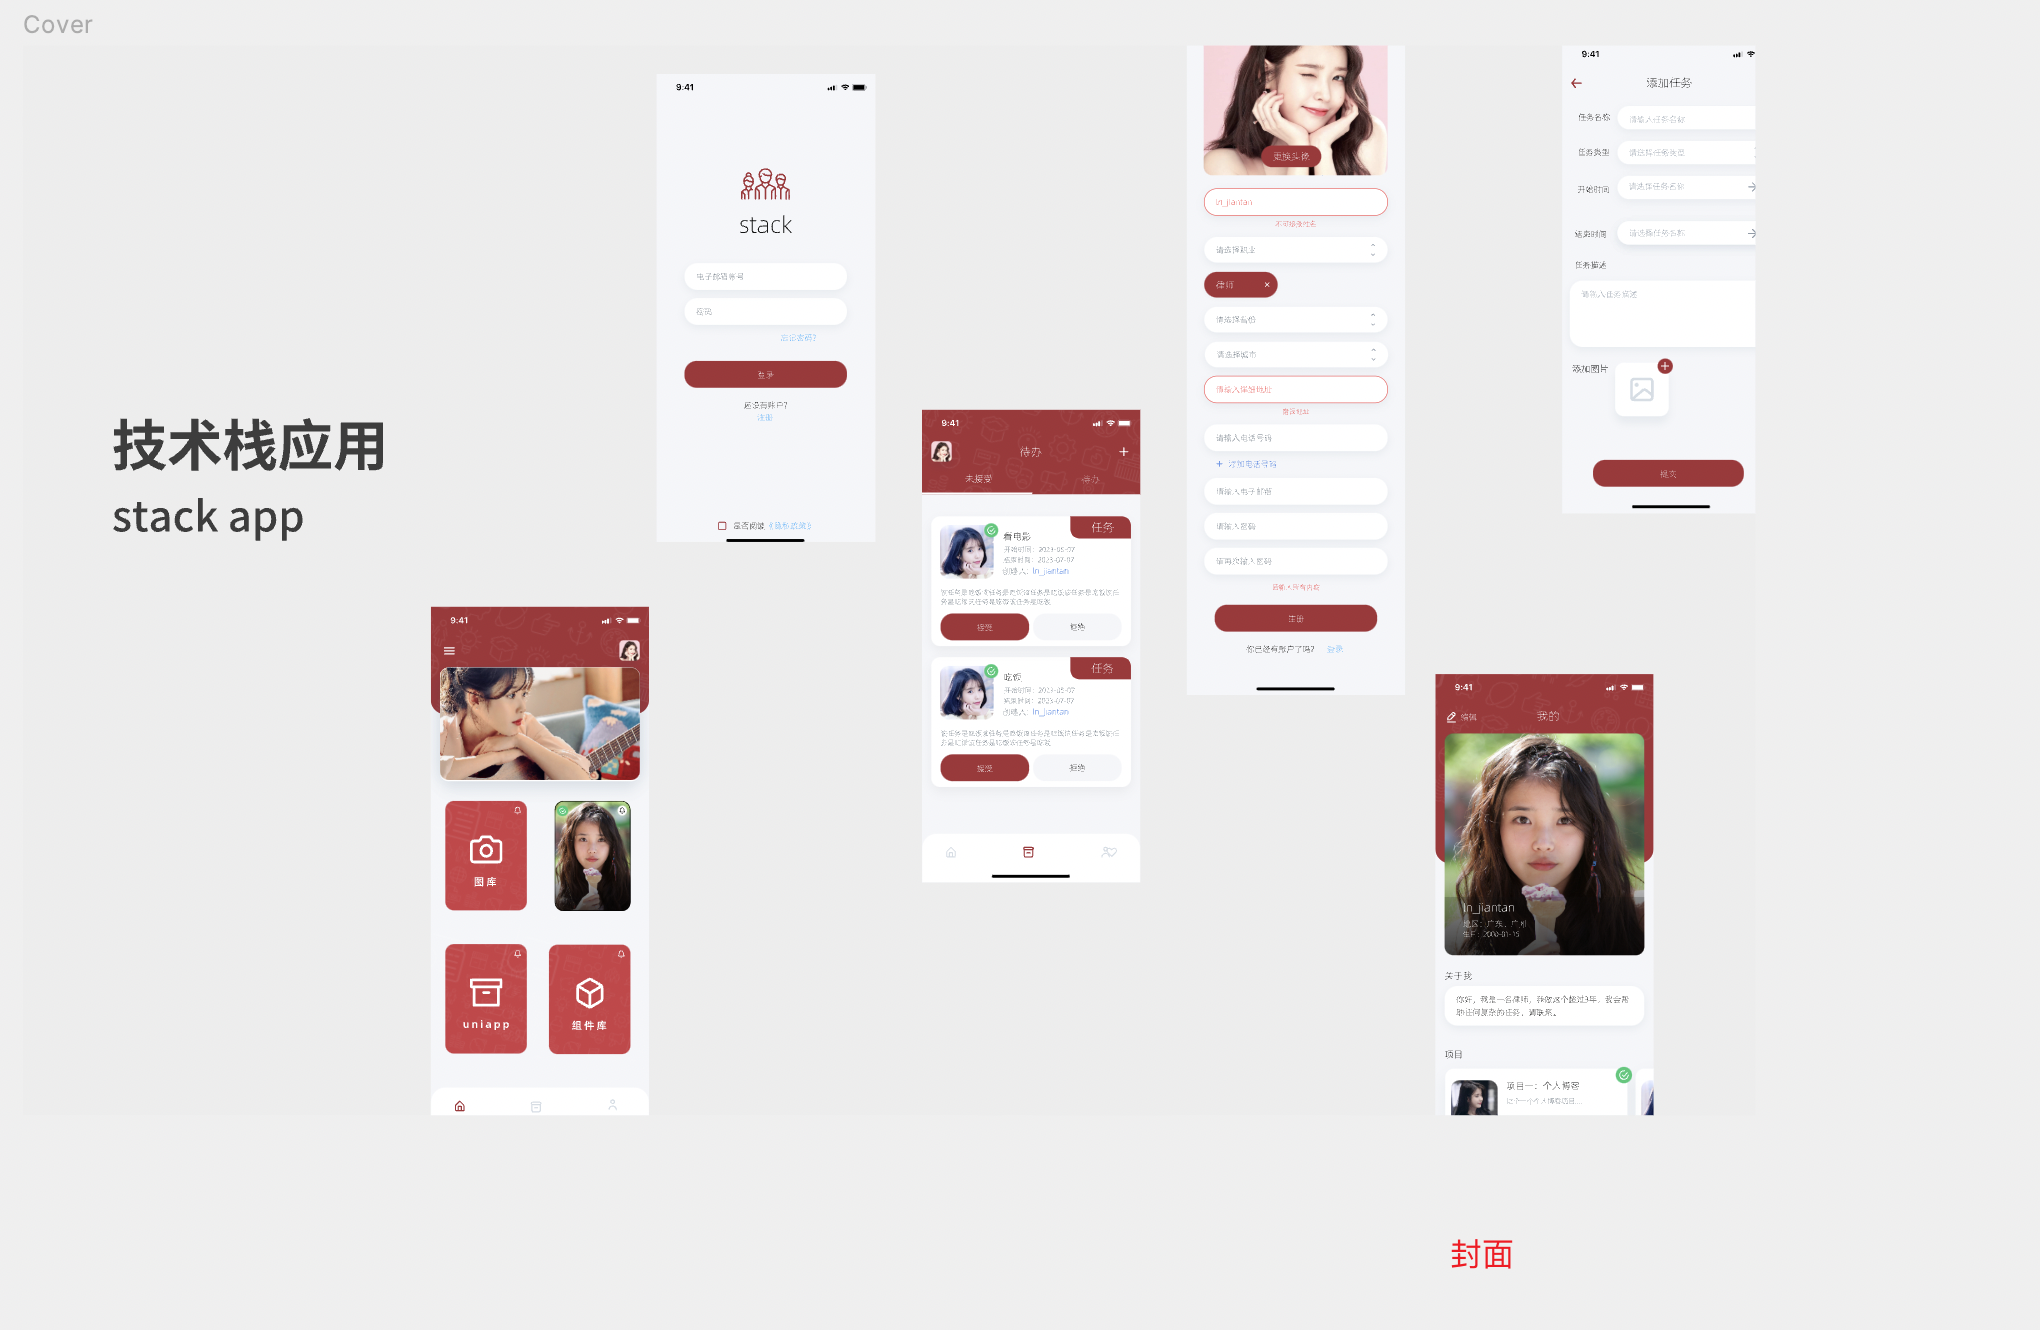 Cover
技术栈应用
stack app
9:41
stack
电子邮箱帐号
密码
忘记密码?
登录
还没有账户?
注册
是否阅读《隐私政策》
9:41
图库
uniapp
组件库
9:41
待办
未接受
待办
任务
看电影
开始时间：2023-05-07
结束时间：2023-07-07
创建人：ln_jiantan
接受
拒绝
任务
吃饭
开始时间：2023-05-07
结束时间：2023-07-07
创建人：ln_jiantan
接受
拒绝
更换头像
ln_jiantan
请选择职业
律师
请选择省份
请选择城市
请输入详细地址
错误地址
请输入电话号码
添加电话号码
请输入电子邮箱
请输入密码
请再次输入密码
请输入所有内容
注册
你已经有账户了吗? 登录
9:41
添加任务
任务名称
请输入任务名称
任务类型
请选择任务类型
开始时间
请选择任务名称
结束时间
请选择任务名称
任务描述
请输入任务描述
添加图片
提交
9:41
编辑
我的
ln_jiantan
地区：广东，广州
生日：2000-01-15
关于我
你好，我是一名律师，我做这个超过3年，我会帮
助任何复杂的任务，请联系。
项目
项目一：个人博客
这是一个个人博客项目...
封面